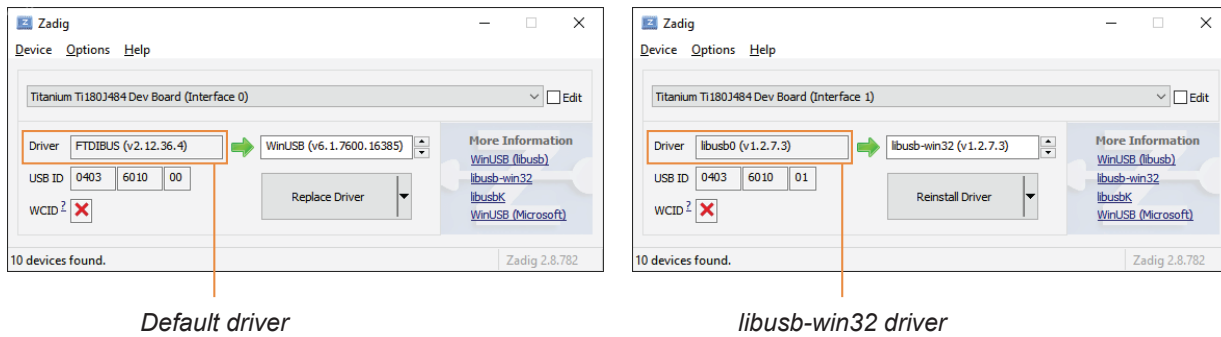 Zadig
Device Options Help
Titanium Ti180J484 Dev Board (Interface 0)
Edit
Driver FTDIBUS (v2.12.36.4) WinUSB (v6.1.7600.16385)
USB ID 0403 6010 00
WCID ?
Replace Driver
More Information
WinUSB (libusb)
libusb-win32
libusbK
WinUSB (Microsoft)
10 devices found.
Zadig 2.8.782
Default driver
Zadig
Device Options Help
Titanium Ti180J484 Dev Board (Interface 1)
Edit
Driver libusb0 (v1.2.7.3) libusb-win32 (v1.2.7.3)
USB ID 0403 6010 01
WCID ?
Reinstall Driver
More Information
WinUSB (libusb)
libusb-win32
libusbK
WinUSB (Microsoft)
10 devices found.
Zadig 2.8.782
libusb-win32 driver